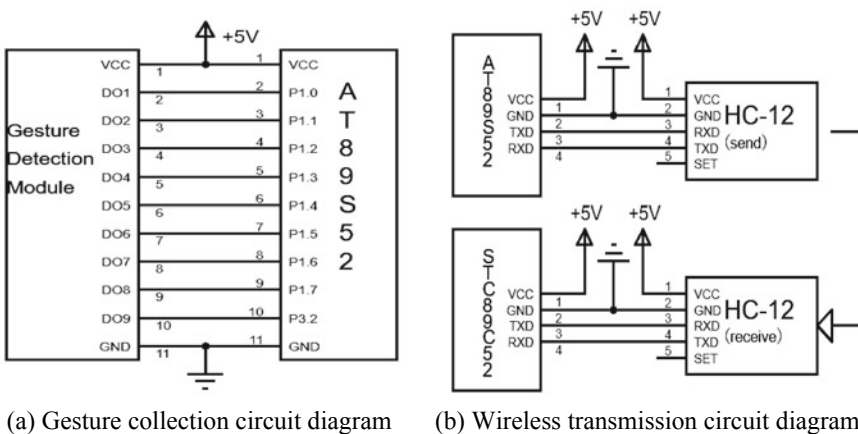 +5V
VCC 1 1 VCC
DO1 2 2 P1.0
DO2 3 3 P1.1
DO3 4 4 P1.2
DO4 5 5 P1.3
DO5 6 6 P1.4
DO6 7 7 P1.5
DO7 8 8 P1.6
DO8 9 9 P1.7
DO9 10 10 P3.2
GND 11 11 GND
Gesture
Detection
Module
AT89S52
(a) Gesture collection circuit diagram
+5V +5V
AT89S52
VCC 1 1 VCC
GND 2 2 GND
TXD 3 3 RXD
RXD 4 4 TXD
5 SET
HC-12
(send)
+5V +5V
STC89C52
VCC 1 1 VCC
GND 2 2 GND
TXD 3 3 RXD
RXD 4 4 TXD
5 SET
HC-12
(receive)
(b) Wireless transmission circuit diagram